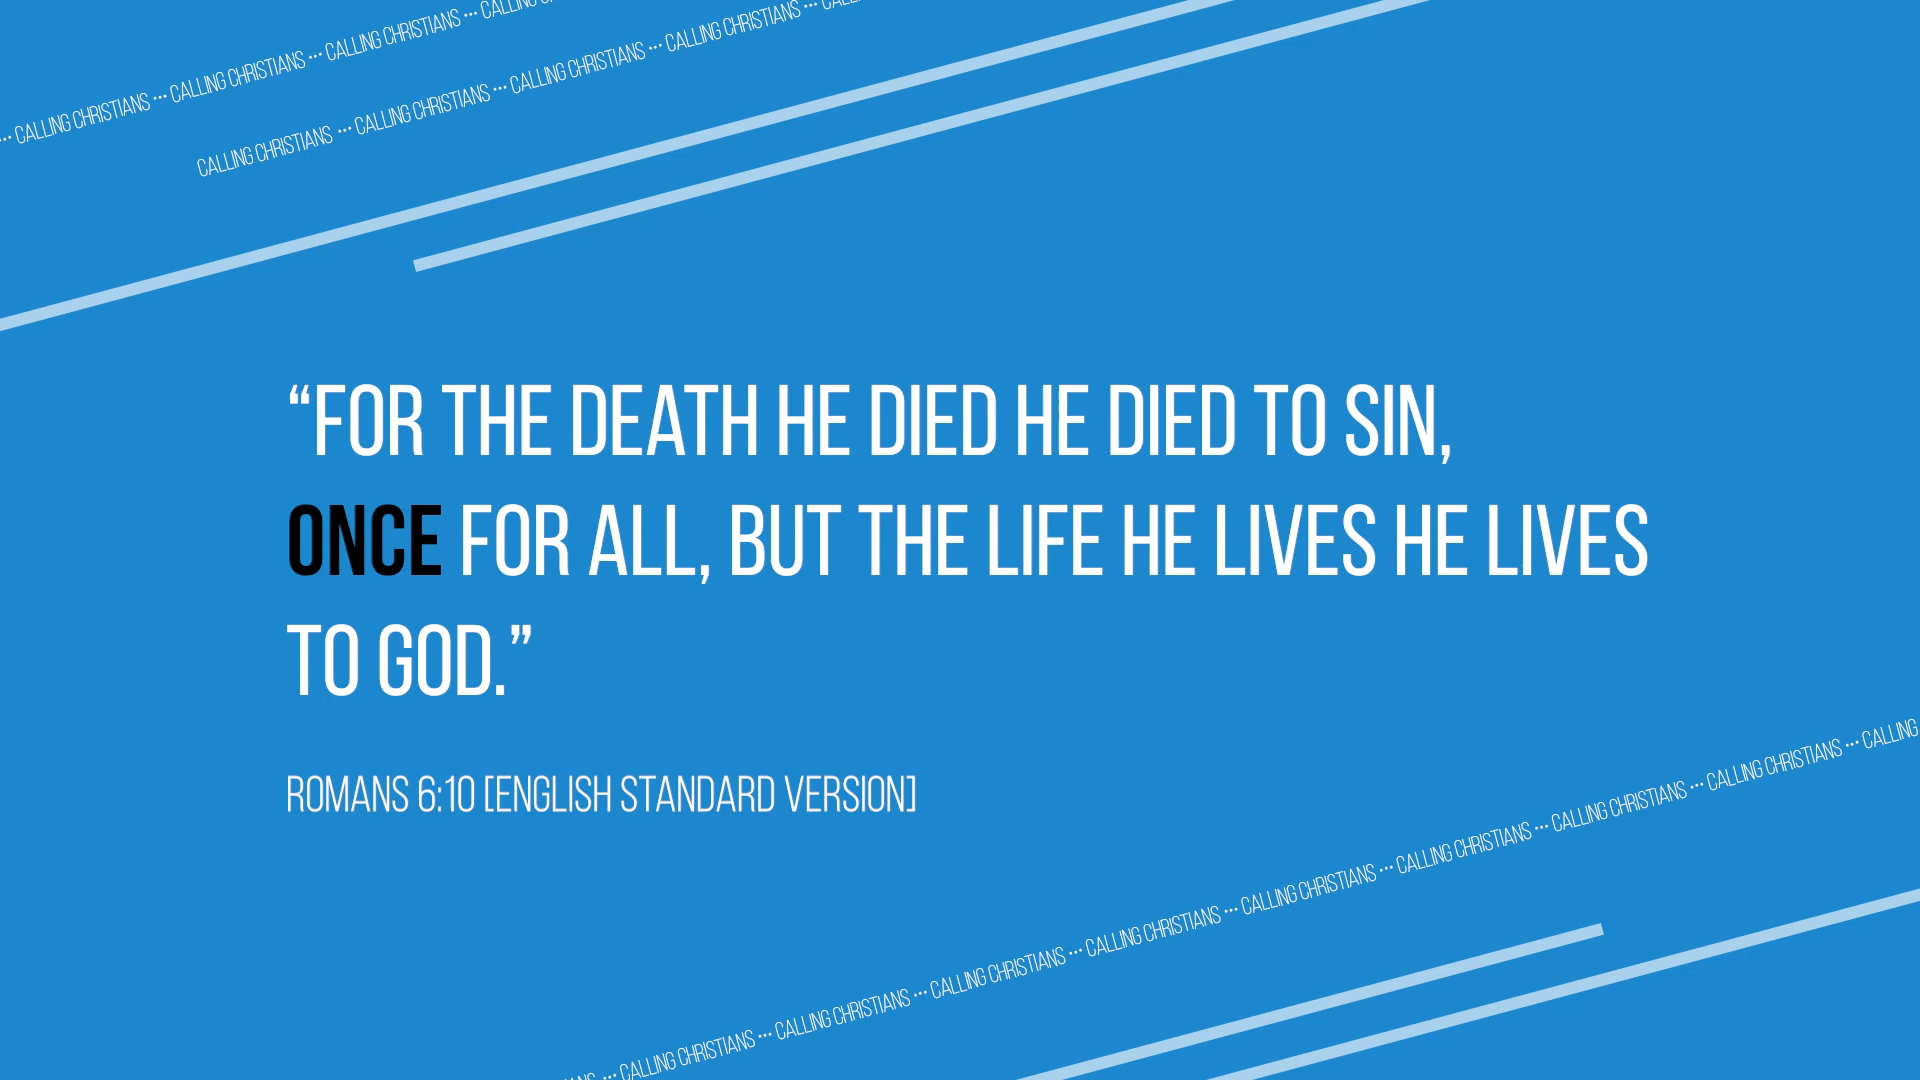 ••• CALLING CHRISTIANS ••• CALLING CHRISTIANS ••• CALLING CHRISTIANS ••• CALLING
CALLING CHRISTIANS ••• CALLING CHRISTIANS ••• CALLING CHRISTIANS ••• CALLING CHRISTIANS •••
“FOR THE DEATH HE DIED HE DIED TO SIN,
ONCE FOR ALL, BUT THE LIFE HE LIVES HE LIVES
TO GOD.”
ROMANS 6:10 [ENGLISH STANDARD VERSION]
••• CALLING CHRISTIANS ••• CALLING CHRISTIANS ••• CALLING CHRISTIANS ••• CALLING CHRISTIANS ••• CALLING CHRISTIANS ••• CALLING CHRISTIANS ••• CALLING CHRISTIANS ••• CALLING CHRISTIANS ••• CALLING